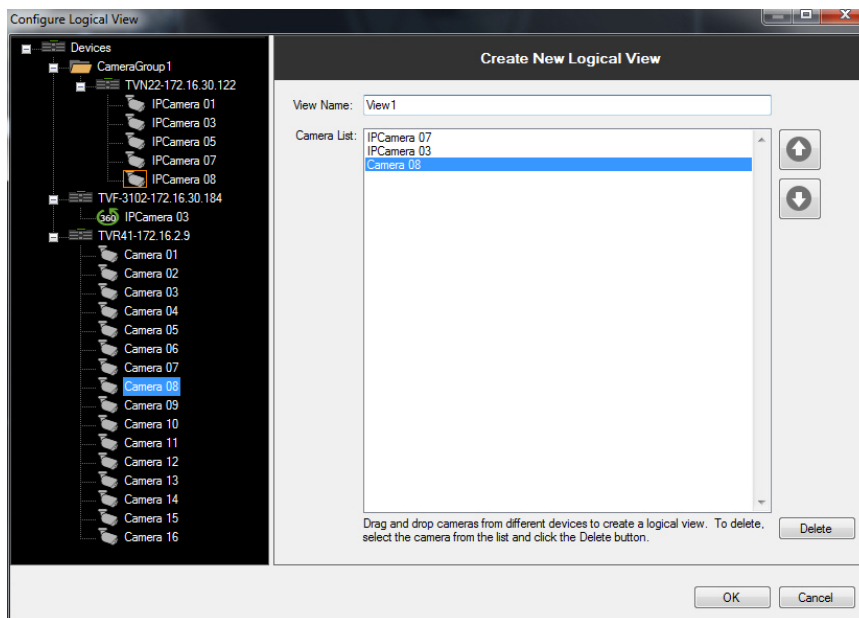 Configure Logical View
Devices
CameraGroup1
TVN22-172.16.30.122
IPCamera 01
IPCamera 03
IPCamera 05
IPCamera 07
IPCamera 08
TVF-3102-172.16.30.184
360 IPCamera 03
TVR41-172.16.2.9
Camera 01
Camera 02
Camera 03
Camera 04
Camera 05
Camera 06
Camera 07
Camera 08
Camera 09
Camera 10
Camera 11
Camera 12
Camera 13
Camera 14
Camera 15
Camera 16
Create New Logical View
View Name: View1
Camera List: IPCamera 07
IPCamera 03
Camera 08
Drag and drop cameras from different devices to create a logical view. To delete,
select the camera from the list and click the Delete button.
Delete
OK Cancel